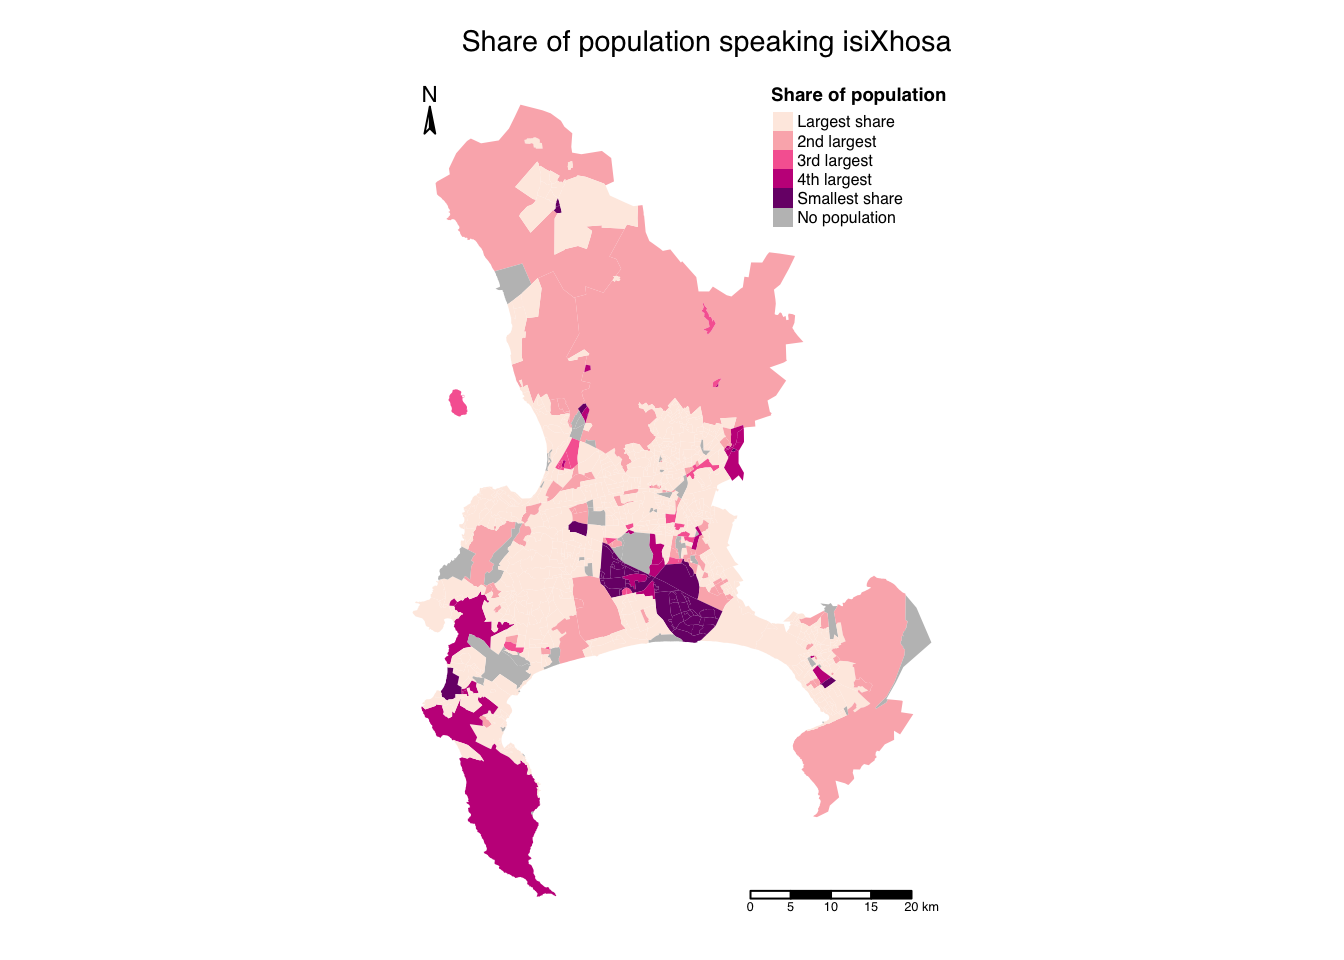 Share of population speaking isiXhosa
N
Share of population
Largest share
2nd largest
3rd largest
4th largest
Smallest share
No population
0 5 10 15 20 km